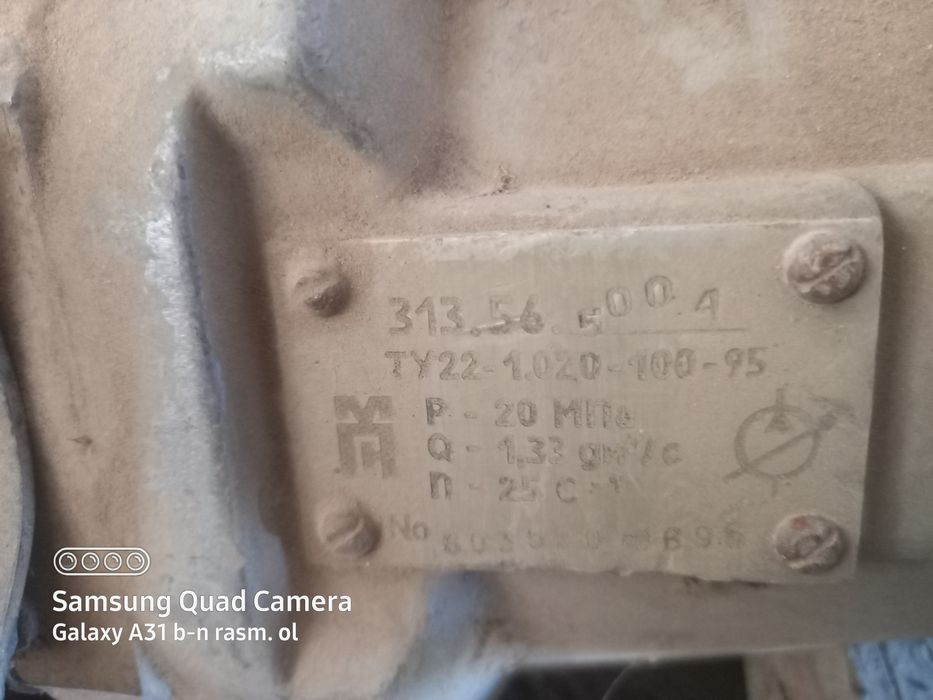 313.56.500.4
ТУ22-1.020-100-95
P - 20 МПа
Q - 1.33 дм³/с
n - 25 С⁻¹
No
Samsung Quad Camera
Galaxy A31 b-n rasm. ol